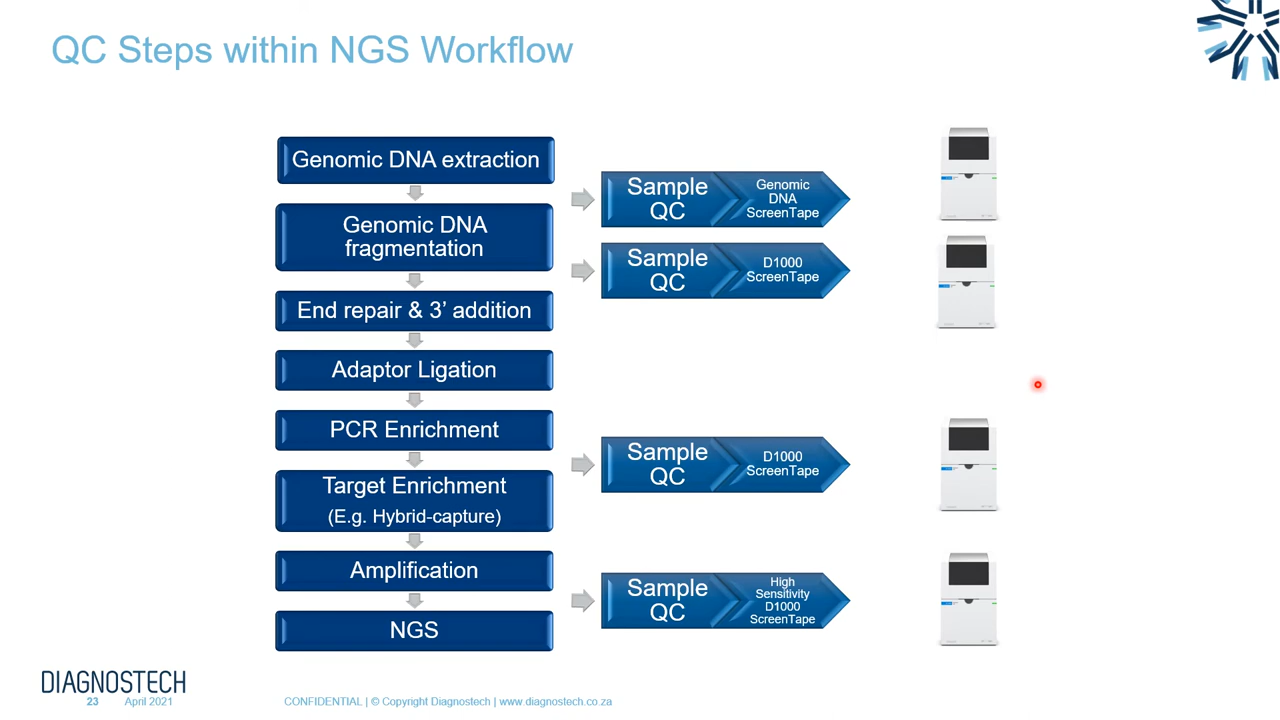 QC Steps within NGS Workflow
Genomic DNA extraction
Sample
QC
Genomic
DNA
ScreenTape
Genomic DNA
fragmentation
Sample
QC
D1000
ScreenTape
End repair & 3’ addition
Adaptor Ligation
PCR Enrichment
Sample
QC
D1000
ScreenTape
Target Enrichment
(E.g. Hybrid-capture)
Amplification
Sample
QC
High
Sensitivity
D1000
ScreenTape
NGS
DIAGNOSTECH
23 April 2021 CONFIDENTIAL | © Copyright Diagnostech | www.diagnostech.co.za